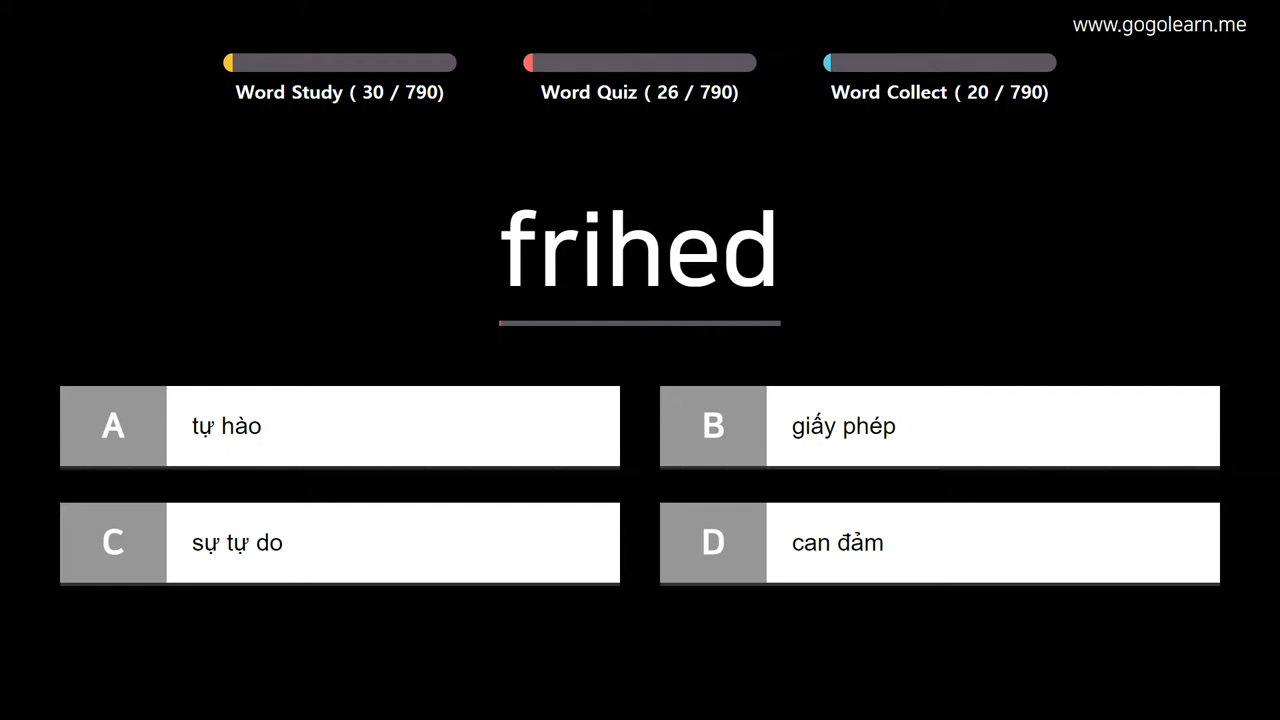 www.gogolearn.me
Word Study ( 30 / 790)
Word Quiz ( 26 / 790)
Word Collect ( 20 / 790)
frihed
A
tự hào
B
giấy phép
C
sự tự do
D
can đảm